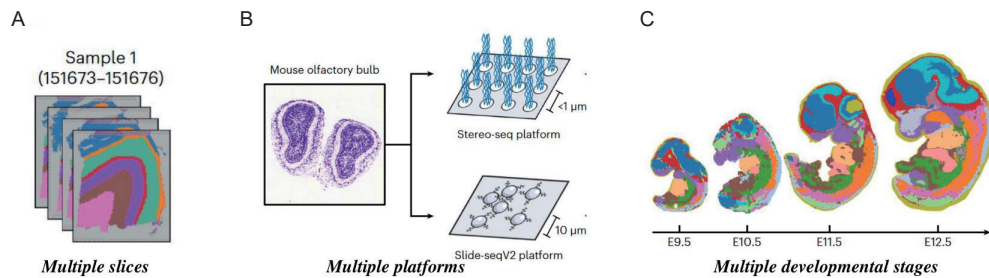 A
Sample 1
(151673–151676)
Multiple slices
B
Mouse olfactory bulb
<1 μm
Stereo-seq platform
10 μm
Slide-seqV2 platform
Multiple platforms
C
E9.5
E10.5
E11.5
E12.5
Multiple developmental stages